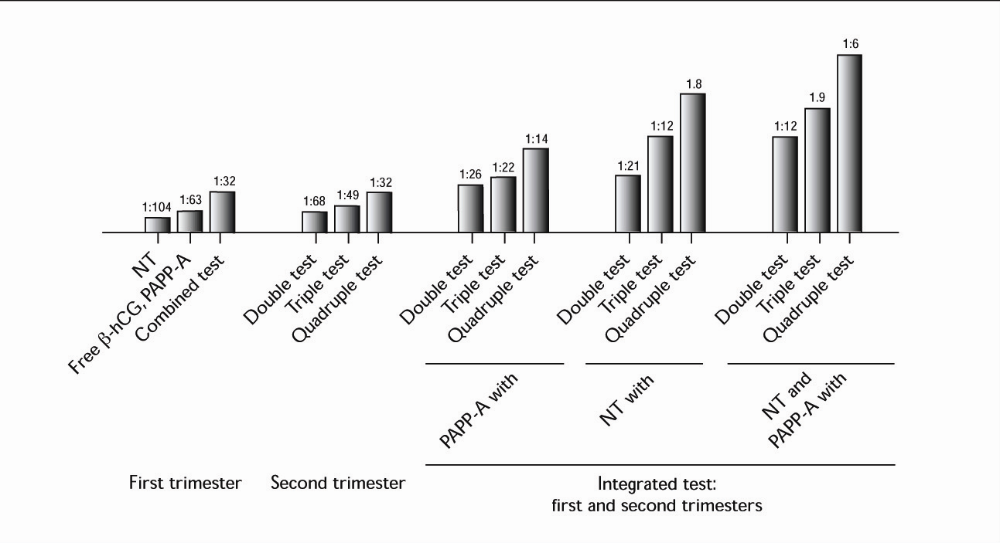 1:104
1:63
1:32
1:68
1:49
1:32
1:26
1:22
1:14
1:21
1:12
1.8
1:12
1.9
1:6
NT
Free β-hCG, PAPP-A
Combined test
Double test
Triple test
Quadruple test
Double test
Triple test
Quadruple test
Double test
Triple test
Quadruple test
Double test
Triple test
Quadruple test
PAPP-A with
NT with
NT and
PAPP-A with
First trimester
Second trimester
Integrated test:
first and second trimesters